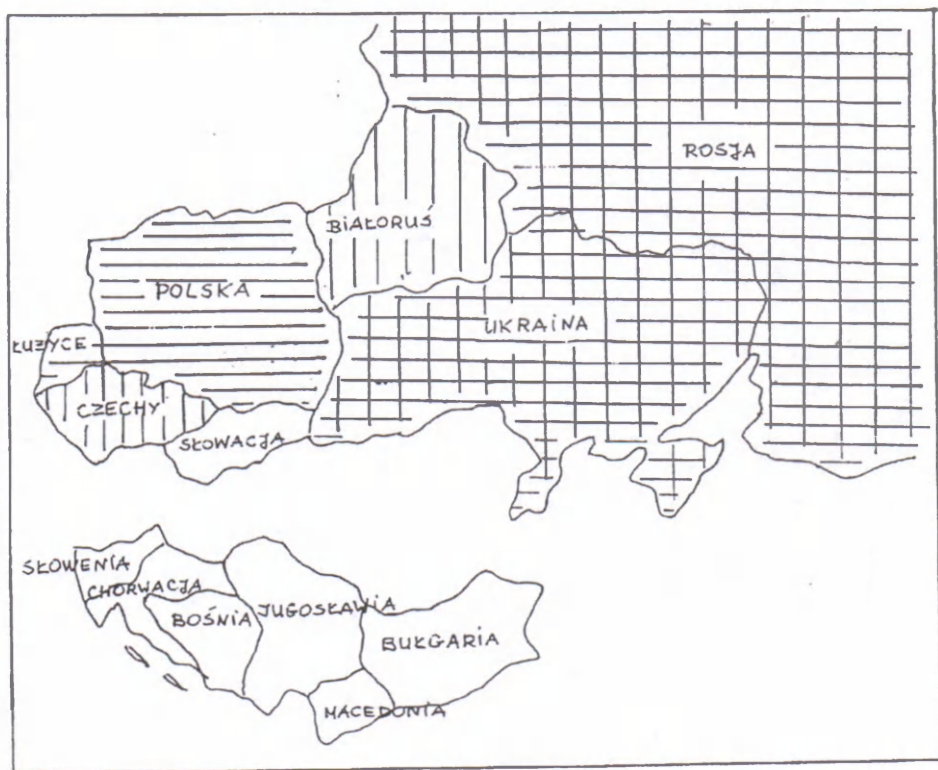 ROSJA
BIAŁORUŚ
POLSKA
UKRAINA
ŁUŻYCE
CZECHY
SŁOWACJA
SŁOWENIA
CHORWACJA
BOŚNIA
JUGOSŁAWIA
BUŁGARIA
MACEDONIA